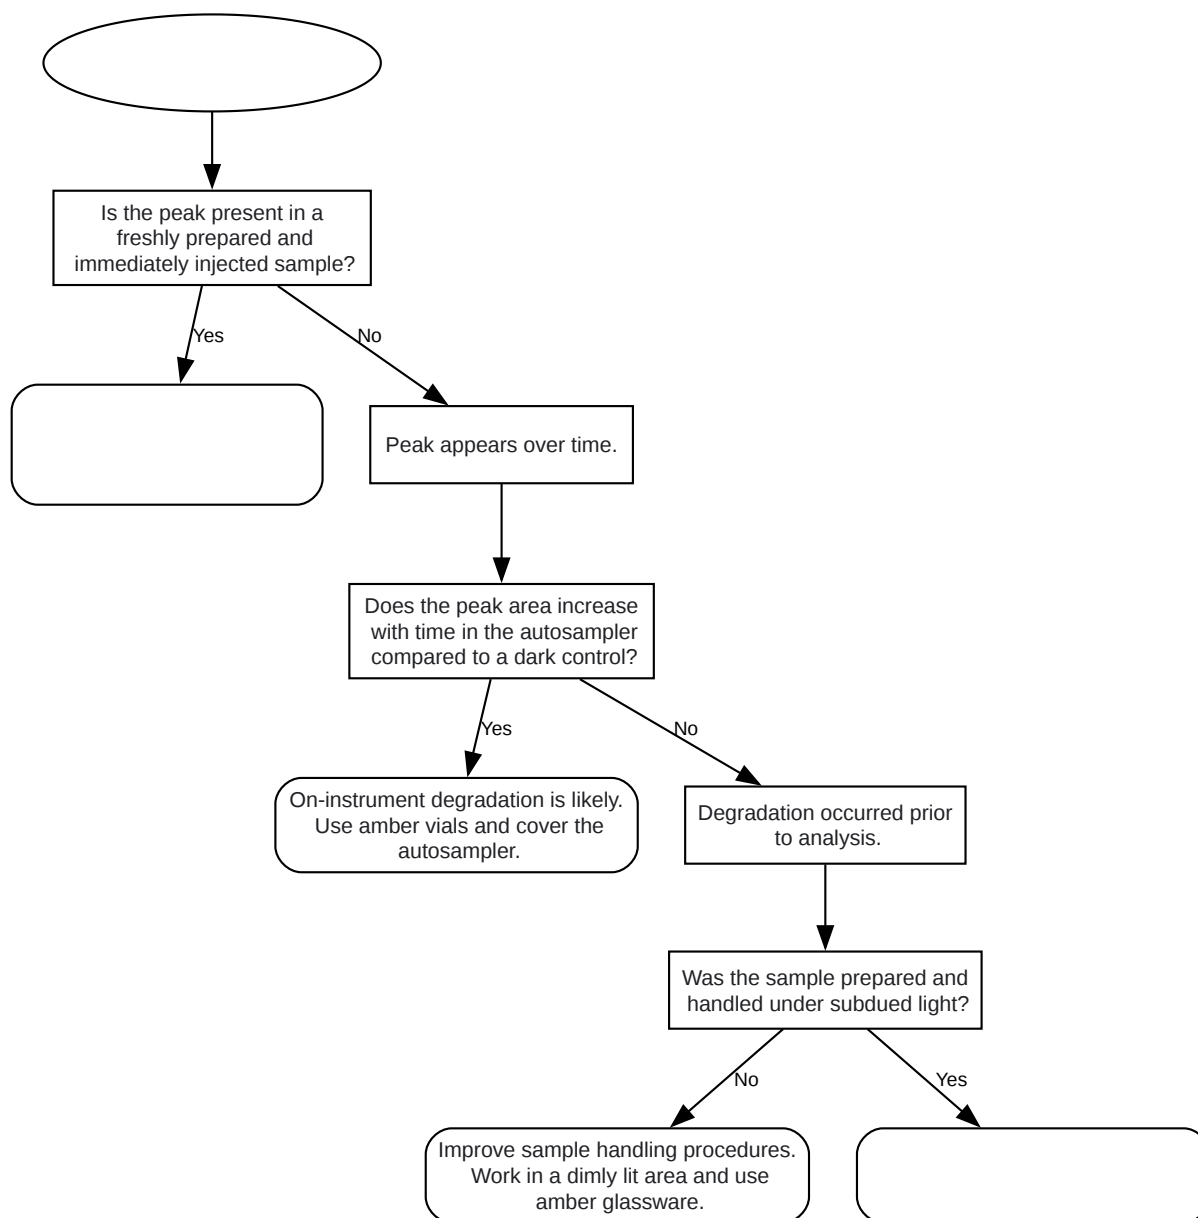 Is the peak present in a
freshly prepared and
immediately injected sample?
Yes
No
Peak appears over time.
Does the peak area increase
with time in the autosampler
compared to a dark control?
Yes
No
On-instrument degradation is likely.
Use amber vials and cover the
autosampler.
Degradation occurred prior
to analysis.
Was the sample prepared and
handled under subdued light?
No
Yes
Improve sample handling procedures.
Work in a dimly lit area and use
amber glassware.